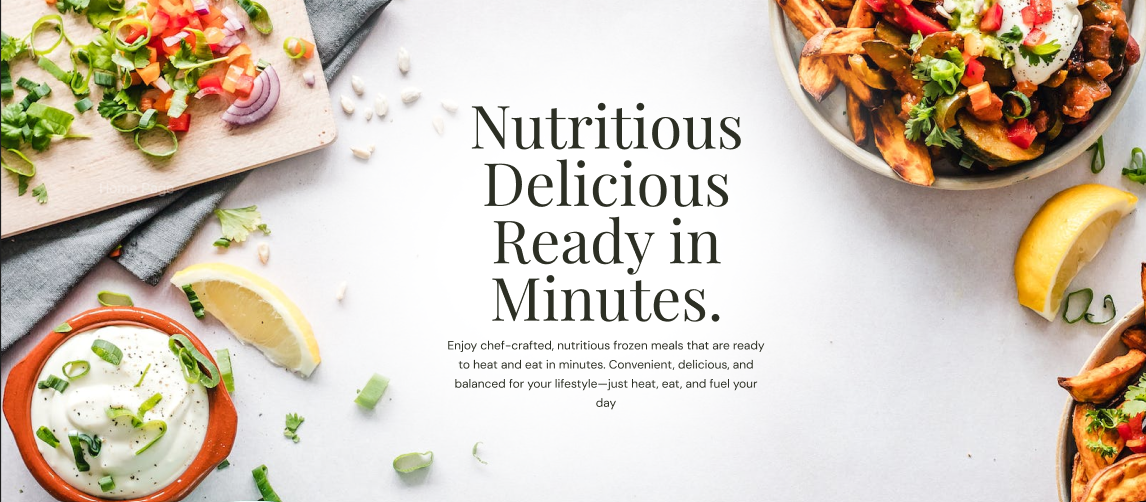 Nutritious
Delicious
Ready in
Minutes.
Enjoy chef-crafted, nutritious frozen meals that are ready
to heat and eat in minutes. Convenient, delicious, and
balanced for your lifestyle—just heat, eat, and fuel your
day